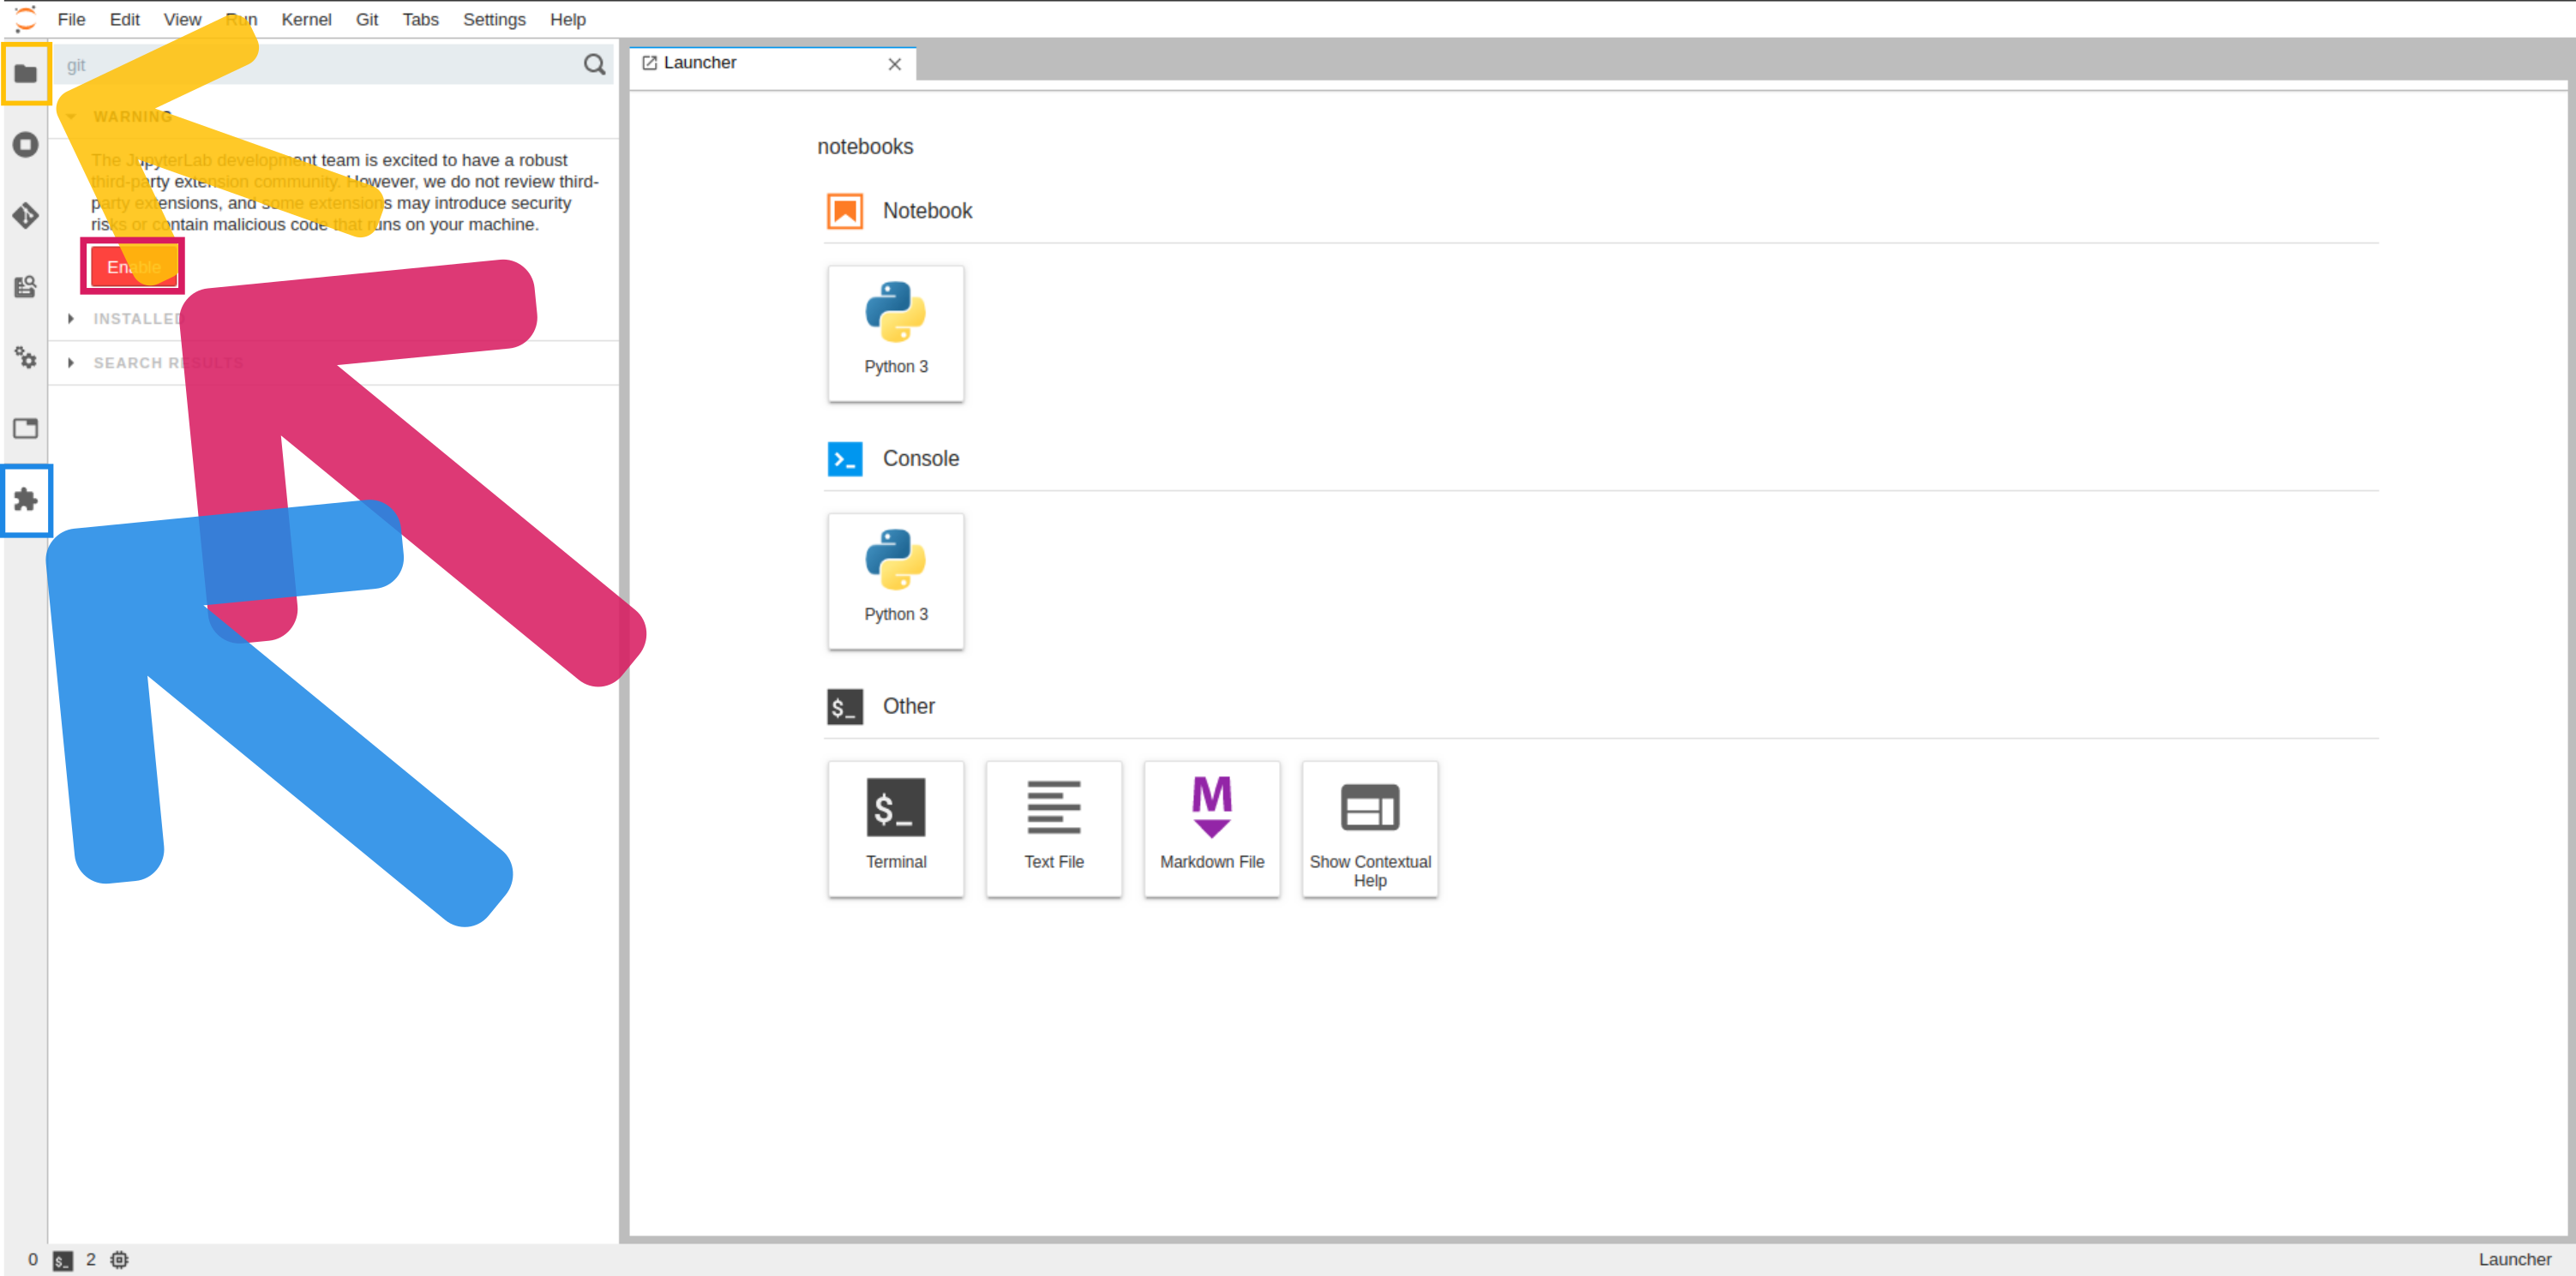 File Edit View Run Kernel Git Tabs Settings Help
git
Launcher
WARNING
The JupyterLab development team is excited to have a robust
third-party extension community. However, we do not review third-
party extensions, and some extensions may introduce security
risks or contain malicious code that runs on your machine.
Enable
INSTALLED
SEARCH RESULTS
notebooks
Notebook
Python 3
Console
Python 3
Other
$_
Terminal
Text File
M
Markdown File
Show Contextual
Help
0 $_ 2
Launcher